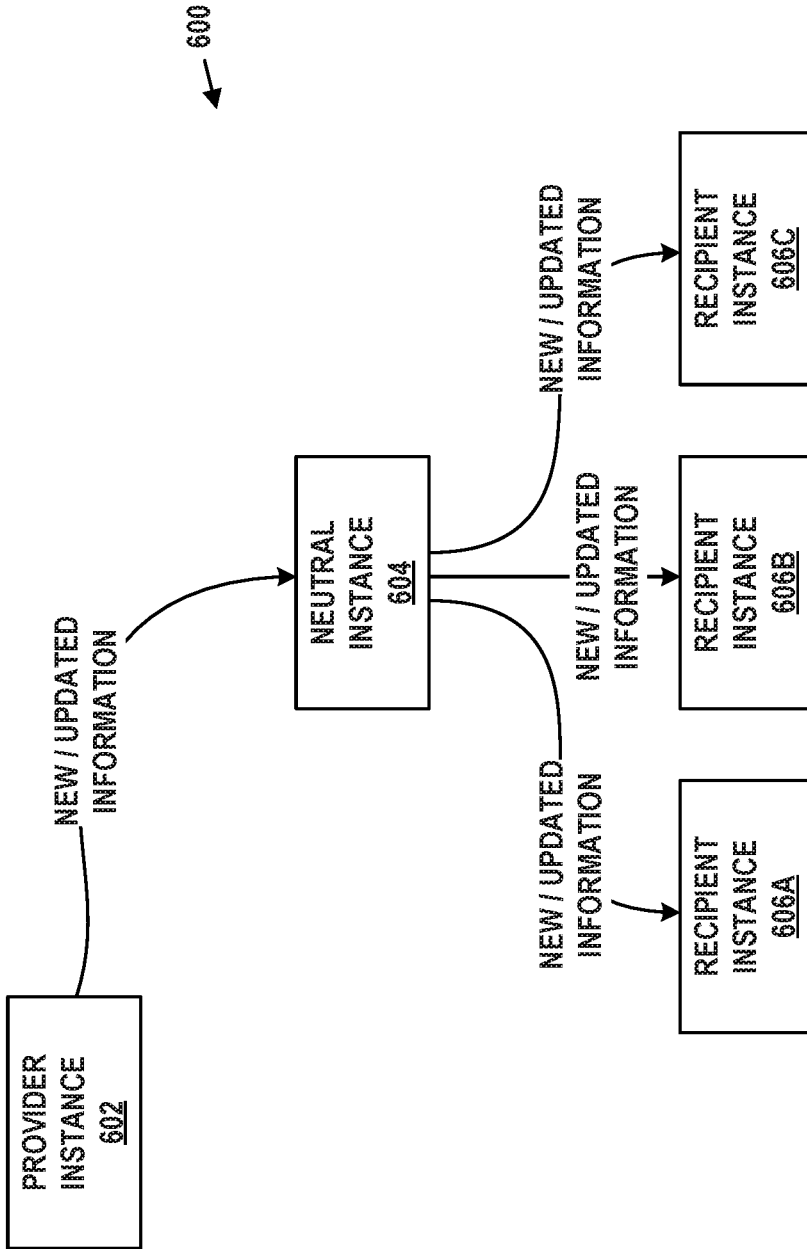 600
PROVIDER
INSTANCE
602
NEW / UPDATED
INFORMATION
NEUTRAL
INSTANCE
604
NEW / UPDATED
INFORMATION
NEW / UPDATED
INFORMATION
NEW / UPDATED
INFORMATION
RECIPIENT
INSTANCE
606A
RECIPIENT
INSTANCE
606B
RECIPIENT
INSTANCE
606C